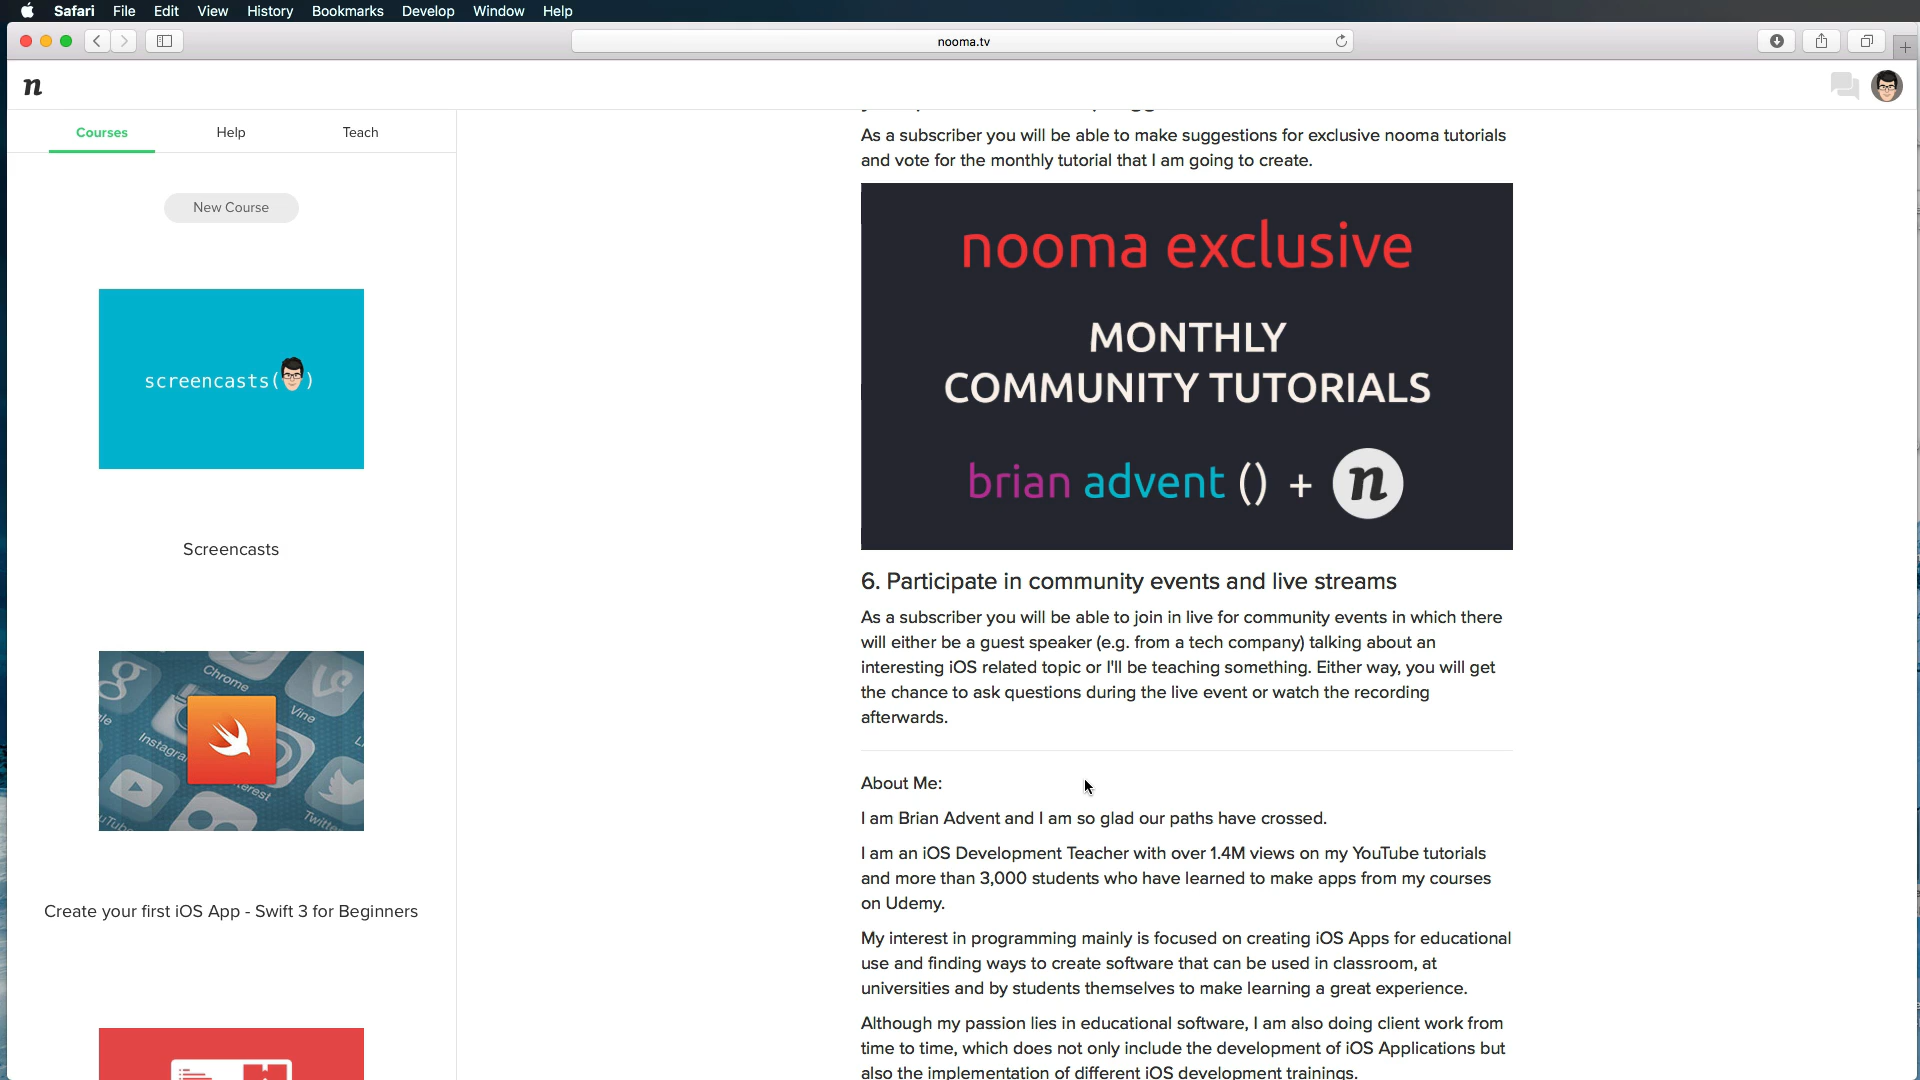 Safari File Edit View History Bookmarks Develop Window Help
nooma.tv
n
Courses Help Teach
New Course
screencasts( )
Screencasts
Chrome
Vine
Instagra
erest
uTube
Twitte
Create your first iOS App - Swift 3 for Beginners
As a subscriber you will be able to make suggestions for exclusive nooma tutorials
and vote for the monthly tutorial that I am going to create.
nooma exclusive
MONTHLY
COMMUNITY TUTORIALS
brian advent () + n
6. Participate in community events and live streams
As a subscriber you will be able to join in live for community events in which there
will either be a guest speaker (e.g. from a tech company) talking about an
interesting iOS related topic or I'll be teaching something. Either way, you will get
the chance to ask questions during the live event or watch the recording
afterwards.
About Me:
I am Brian Advent and I am so glad our paths have crossed.
I am an iOS Development Teacher with over 1.4M views on my YouTube tutorials
and more than 3,000 students who have learned to make apps from my courses
on Udemy.
My interest in programming mainly is focused on creating iOS Apps for educational
use and finding ways to create software that can be used in classroom, at
universities and by students themselves to make learning a great experience.
Although my passion lies in educational software, I am also doing client work from
time to time, which does not only include the development of iOS Applications but
also the implementation of different iOS development trainings.